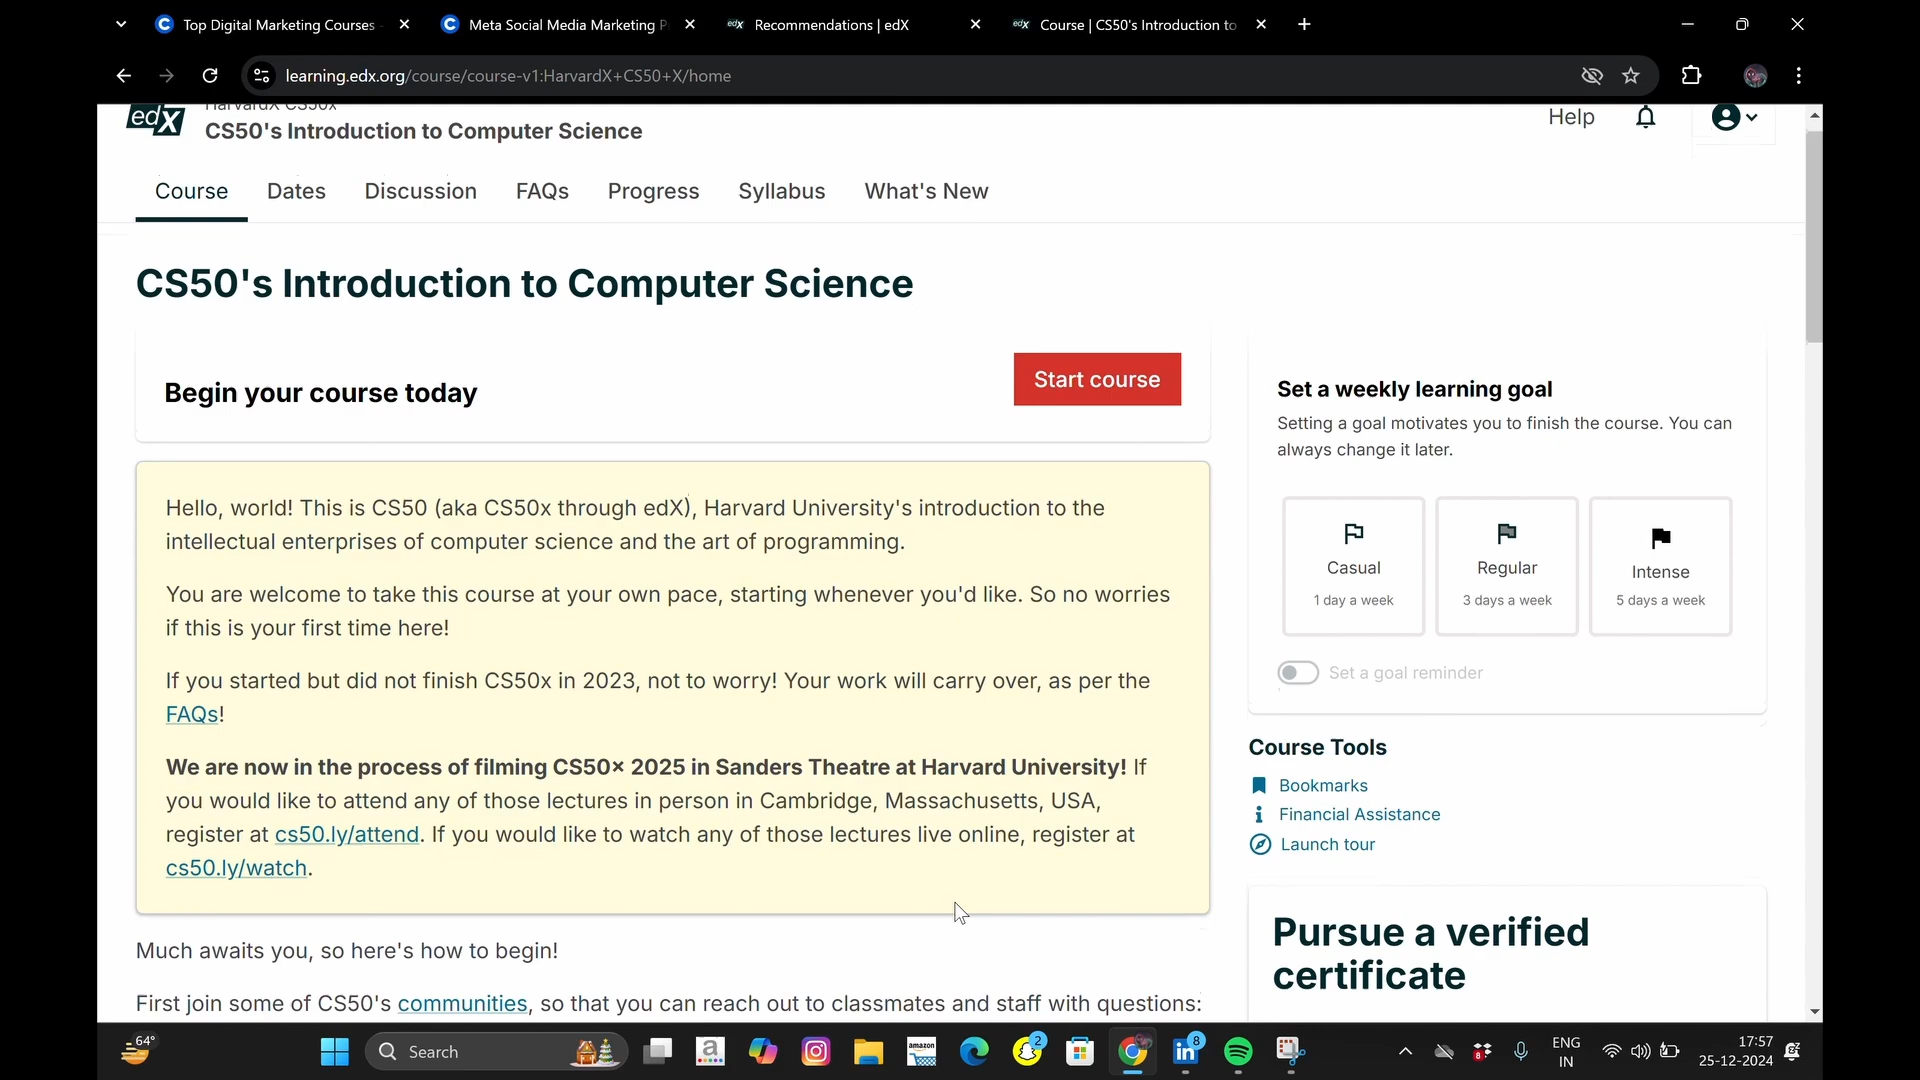 Top Digital Marketing Courses
Meta Social Media Marketing P
edX Recommendations | edX
edX Course | CS50's Introduction to
learning.edx.org/course/course-v1:HarvardX+CS50+X/home
edX
HarvardX CS50x
CS50's Introduction to Computer Science
Help
Course Dates Discussion FAQs Progress Syllabus What's New
CS50's Introduction to Computer Science
Begin your course today
Start course
Hello, world! This is CS50 (aka CS50x through edX), Harvard University's introduction to the
intellectual enterprises of computer science and the art of programming.
You are welcome to take this course at your own pace, starting whenever you'd like. So no worries
if this is your first time here!
If you started but did not finish CS50x in 2023, not to worry! Your work will carry over, as per the
FAQs!
We are now in the process of filming CS50× 2025 in Sanders Theatre at Harvard University! If
you would like to attend any of those lectures in person in Cambridge, Massachusetts, USA,
register at cs50.ly/attend. If you would like to watch any of those lectures live online, register at
cs50.ly/watch.
Much awaits you, so here's how to begin!
First join some of CS50's communities, so that you can reach out to classmates and staff with questions:
Set a weekly learning goal
Setting a goal motivates you to finish the course. You can
always change it later.
Casual
1 day a week
Regular
3 days a week
Intense
5 days a week
Set a goal reminder
Course Tools
Bookmarks
Financial Assistance
Launch tour
Pursue a verified
certificate
64°
Search
a
amazon
2
in
8
8
ENG
IN
17:57
25-12-2024